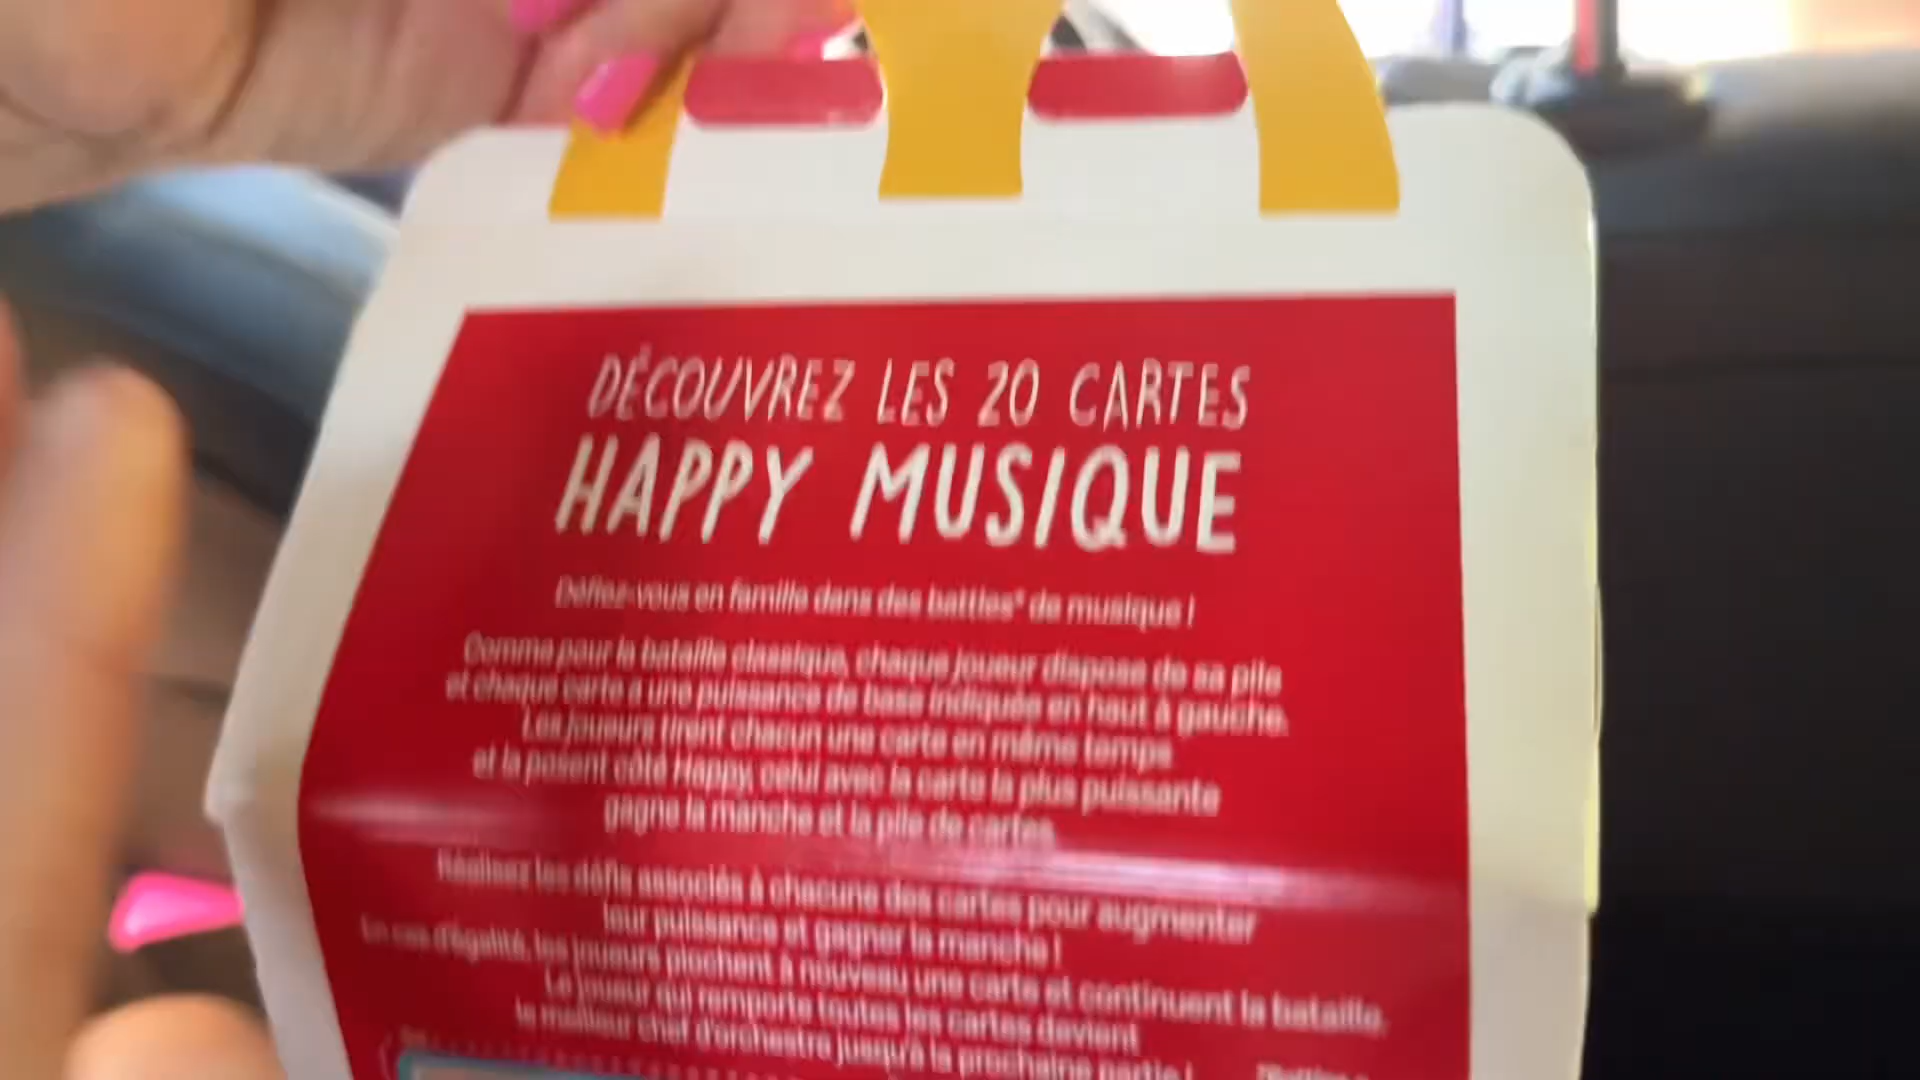 DÉCOUVREZ LES 20 CARTES
HAPPY MUSIQUE
Défiez-vous en famille dans des battles* de musique !
Comme pour la bataille classique, chaque joueur dispose de sa pile
et chaque carte a une puissance de base indiquée en haut à gauche.
Les joueurs tirent chacun une carte en même temps
et la posent côté Happy, celui avec la carte la plus puissante
gagne la manche et la pile de cartes.
Réalisez les défis associés à chacune des cartes pour augmenter
leur puissance et gagner la manche !
En cas d'égalité, les joueurs piochent à nouveau une carte et continuent la bataille.
Le joueur qui remporte toutes les cartes devient
le meilleur chef d'orchestre jusqu'à la prochaine partie !